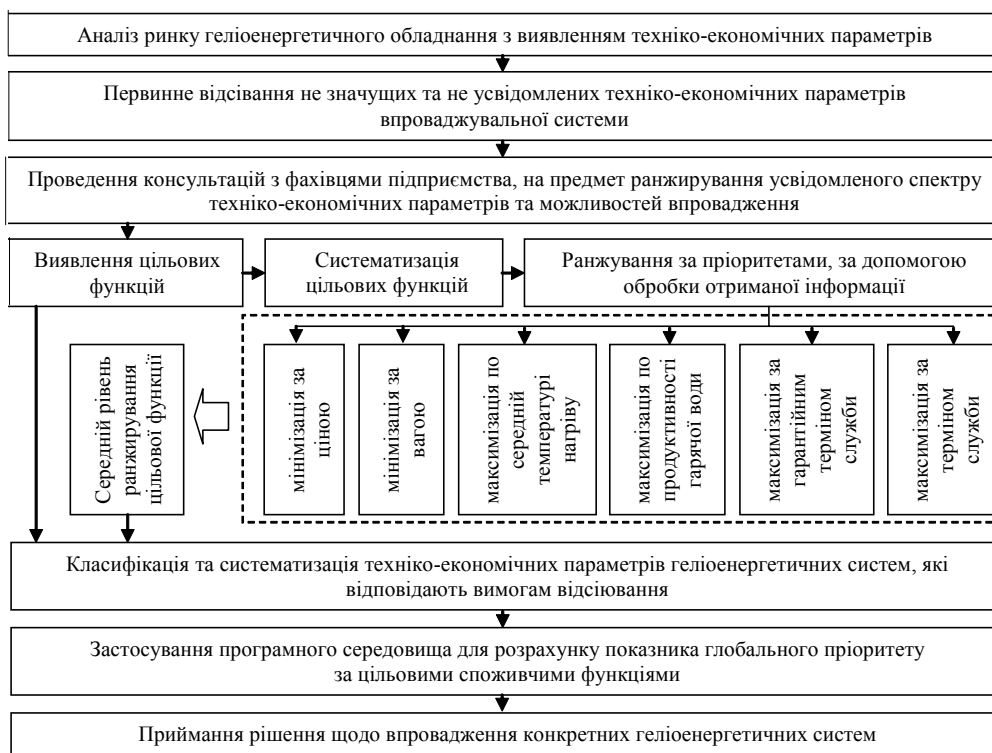 Аналіз ринку геліоенергетичного обладнання з виявленням техніко-економічних параметрів
Первинне відсівання не значущих та не усвідомлених техніко-економічних параметрів
впроваджувальної системи
Проведення консультацій з фахівцями підприємства, на предмет ранжирування усвідомленого спектру
техніко-економічних параметрів та можливостей впровадження
Виявлення цільових
функцій
Систематизація
цільових функцій
Ранжування за пріоритетами, за допомогою
обробки отриманої інформації
Середній рівень
ранжирування
цільової функції
мінімізація за
ціною
мінімізація за
вагою
максимізація по
середній
температурі
нагріву
максимізація по
продуктивності
гарячої води
максимізація за
гарантійним
терміном
служби
максимізація за
терміном
служби
Класифікація та систематизація техніко-економічних параметрів геліоенергетичних систем, які
відповідають вимогам відсіювання
Застосування програмного середовища для розрахунку показника глобального пріоритету
за цільовими споживчими функціями
Приймання рішення щодо впровадження конкретних геліоенергетичних систем